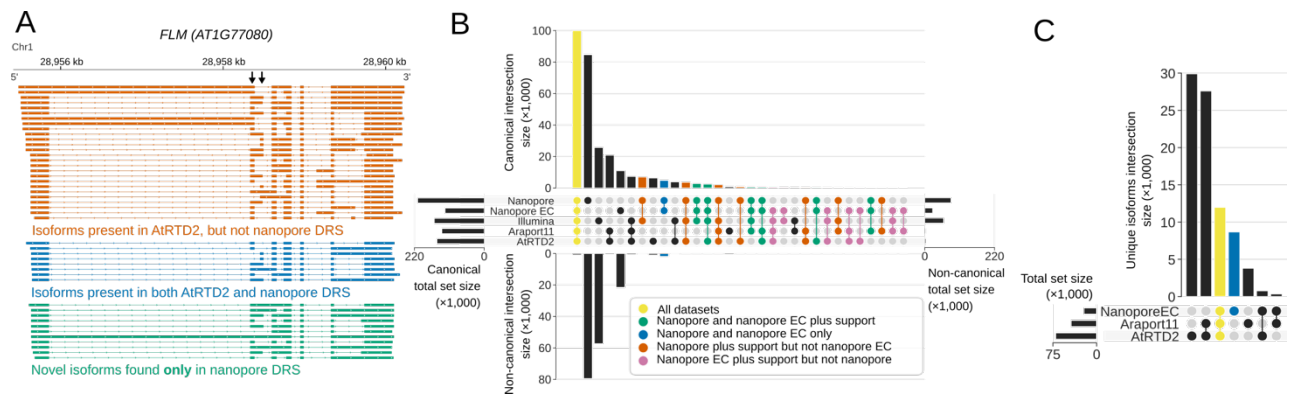 A
FLM (AT1G77080)
Chr1
28,956 kb
28,958 kb
28,960 kb
5'
3'
Isoforms present in AtRTD2, but not nanopore DRS
Isoforms present in both AtRTD2 and nanopore DRS
Novel isoforms found only in nanopore DRS
B
Canonical intersection
size (×1,000)
100
80
60
40
20
0
Nanopore
Nanopore EC
Illumina
Araport11
AtRTD2
220
0
Canonical
total set size
(×1,000)
0
220
Non-canonical
total set size
(×1,000)
Non-canonical intersection
size (×1,000)
0
20
40
60
80
All datasets
Nanopore and nanopore EC plus support
Nanopore and nanopore EC only
Nanopore plus support but not nanopore EC
Nanopore EC plus support but not nanopore
C
Unique isoforms intersection
size (×1,000)
30
25
20
15
10
5
0
Total set size
(×1,000)
NanoporeEC
Araport11
AtRTD2
75
0